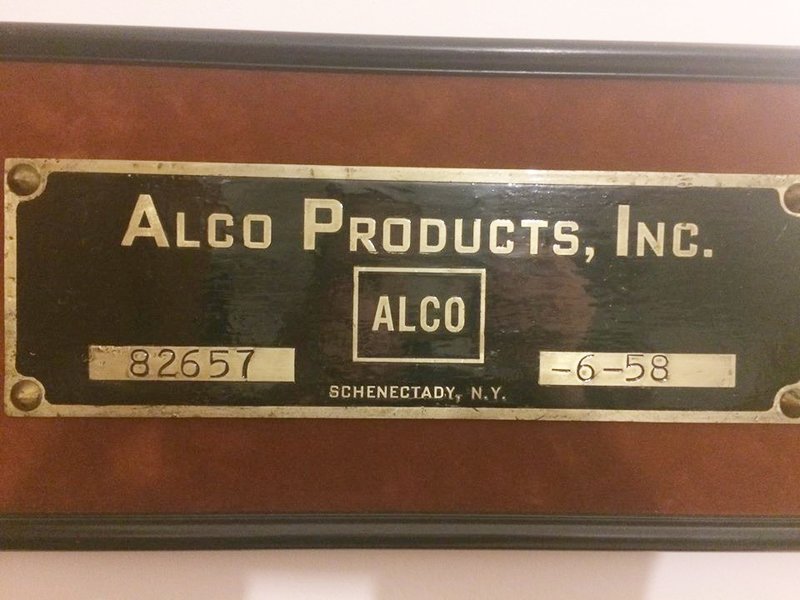 ALCO PRODUCTS, INC.
ALCO
82657
-6-58
SCHENECTADY, N.Y.